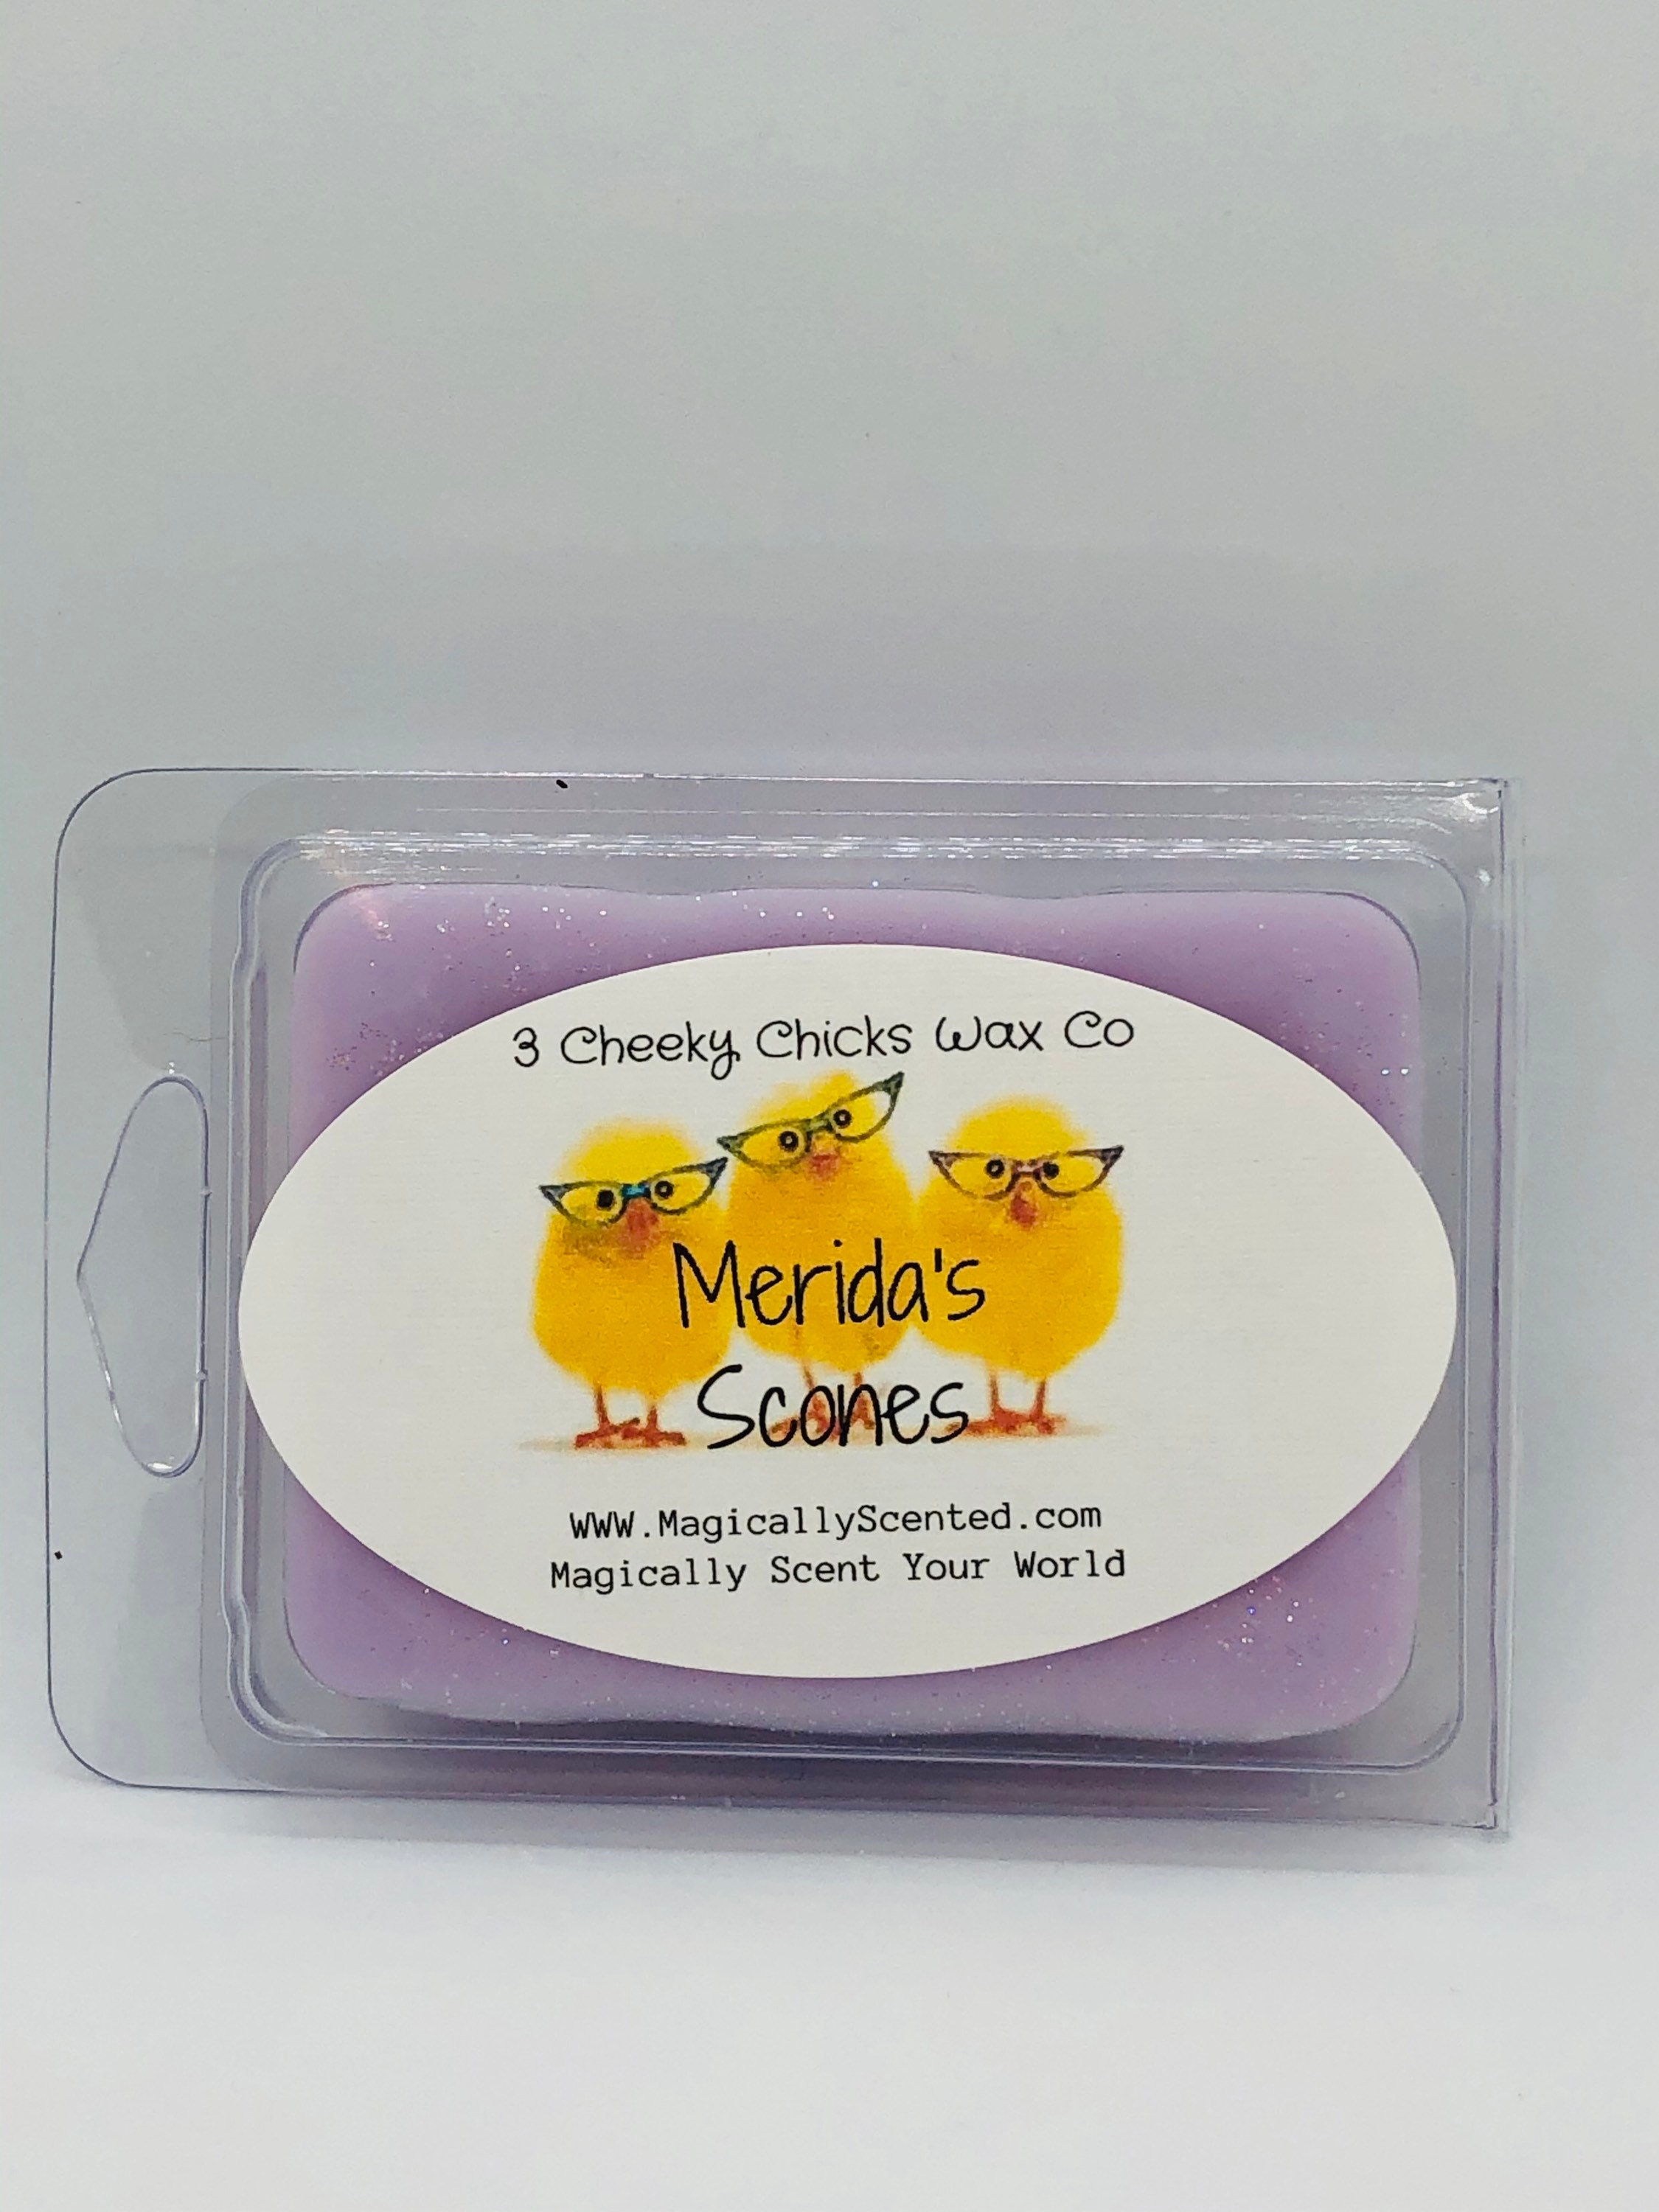 3 Cheeky Chicks Wax Co
Merida's
Scones
WWW.MagicallyScented.com
Magically Scent Your World